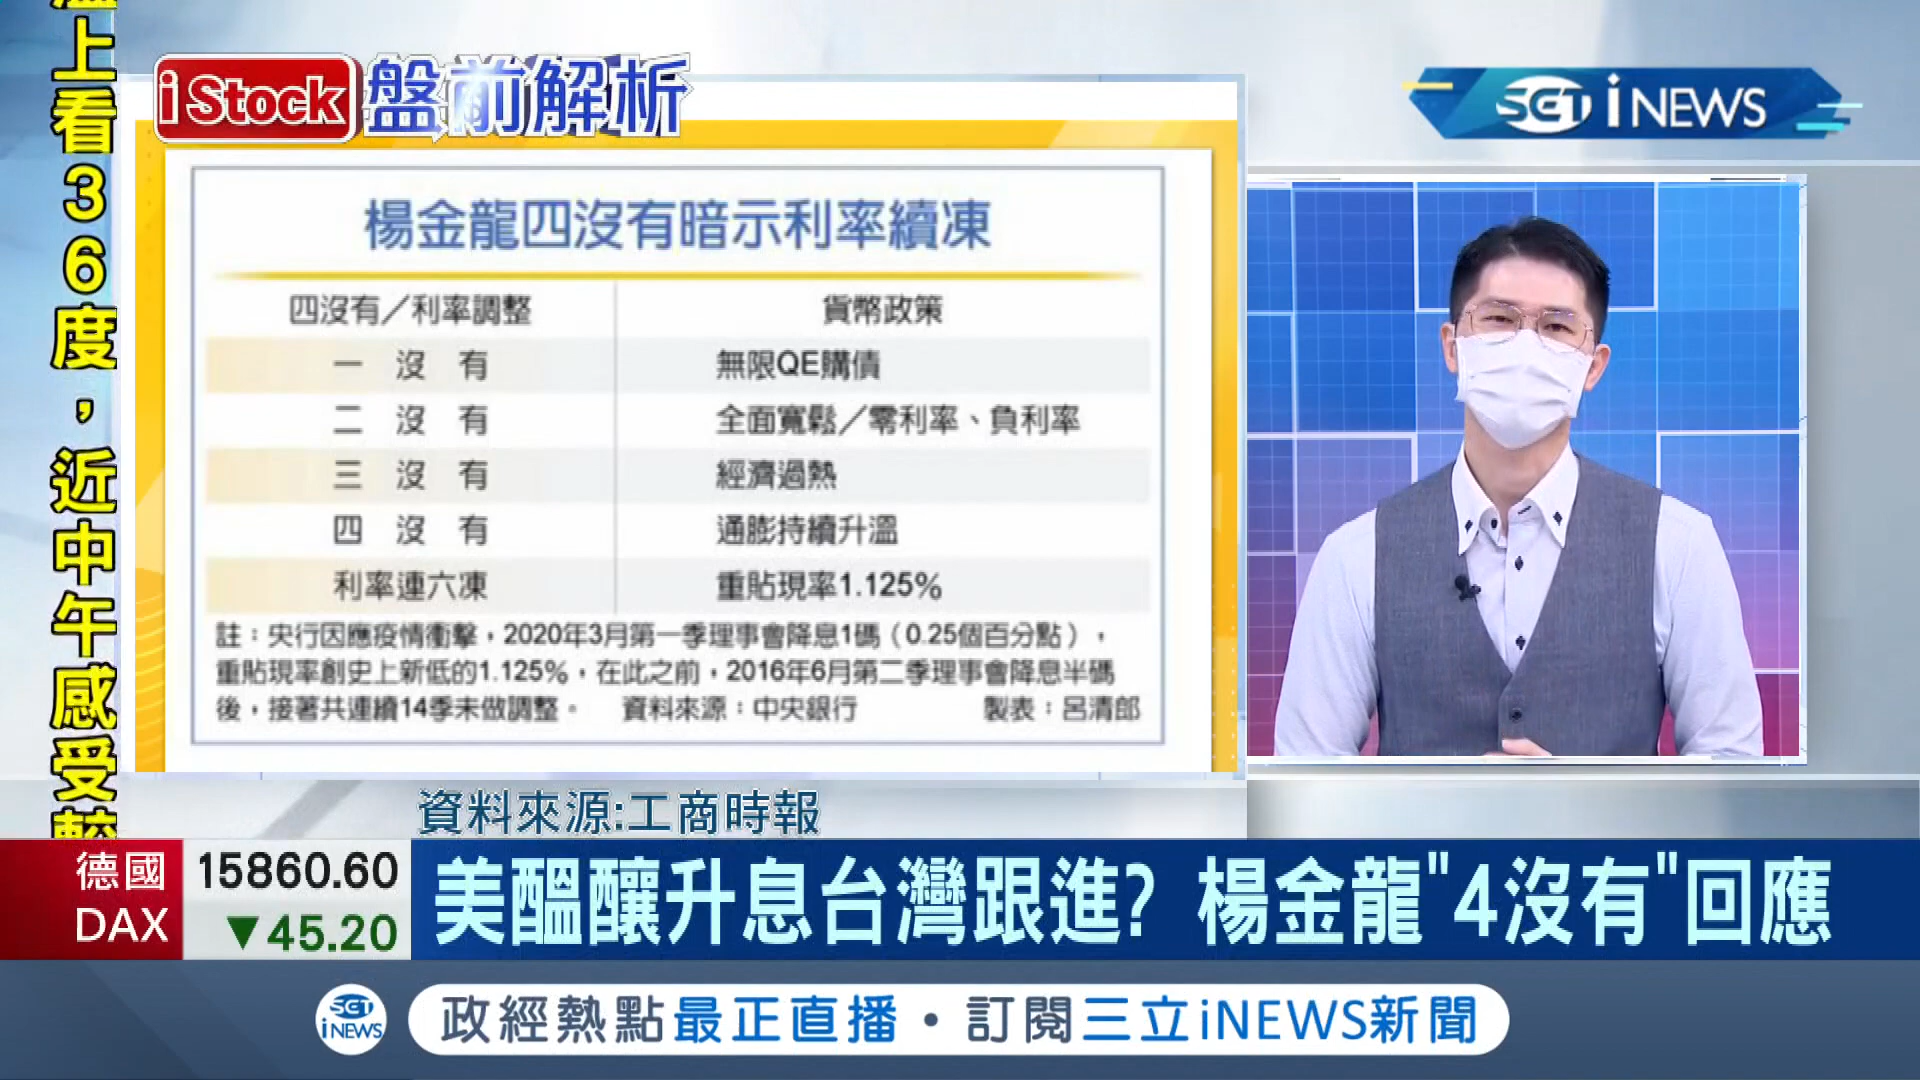 上看36度，近中午感受較
i Stock 盤前解析
SET iNEWS
楊金龍四沒有暗示利率續凍
四沒有／利率調整 貨幣政策
一沒有 無限QE購債
二沒有 全面寬鬆／零利率、負利率
三沒有 經濟過熱
四沒有 通膨持續升溫
利率連六凍 重貼現率1.125%
註：央行因應疫情衝擊，2020年3月第一季理事會降息1碼（0.25個百分點），
重貼現率創史上新低的1.125%，在此之前，2016年6月第二季理事會降息半碼
後，接著共連續14季未做調整。 資料來源：中央銀行 製表：呂清郎
資料來源:工商時報
德國 15860.60
DAX ▼45.20
美醞釀升息台灣跟進? 楊金龍"4沒有"回應
SET iNEWS
政經熱點最正直播・訂閱三立iNEWS新聞